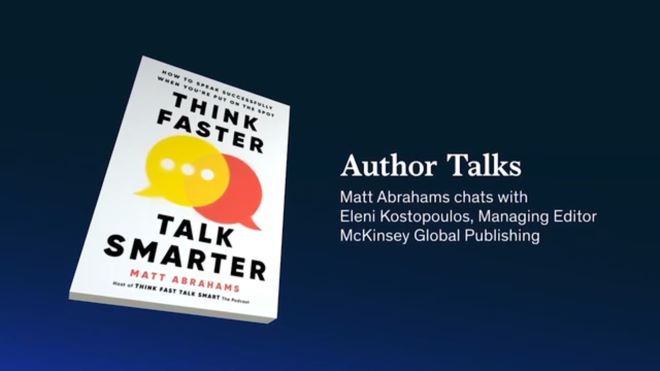 HOW TO SPEAK SUCCESSFULLY
WHEN YOU'RE PUT ON THE SPOT
THINK
FASTER
TALK
SMARTER
MATT ABRAHAMS
Host of THINK FAST TALK SMART The Podcast
Author Talks
Matt Abrahams chats with
Eleni Kostopoulos, Managing Editor
McKinsey Global Publishing